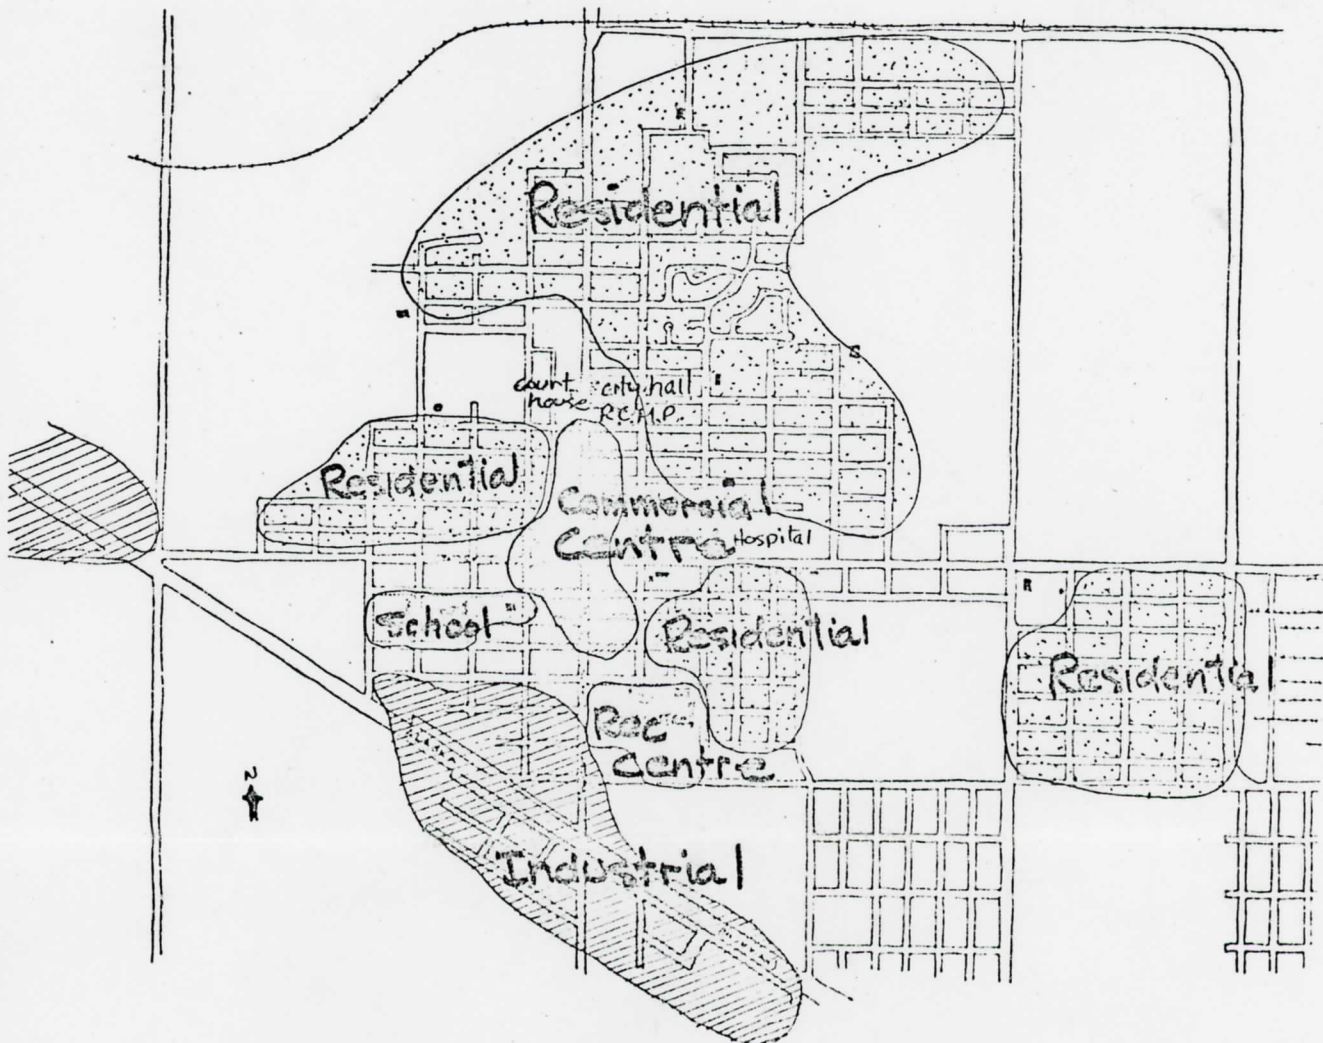 E
Residential
S
court city hall
house R.C.M.P.
Residential
Commercial
Centre Hospital
R
School
Residential
Residential
Rec
Centre
N
Industrial